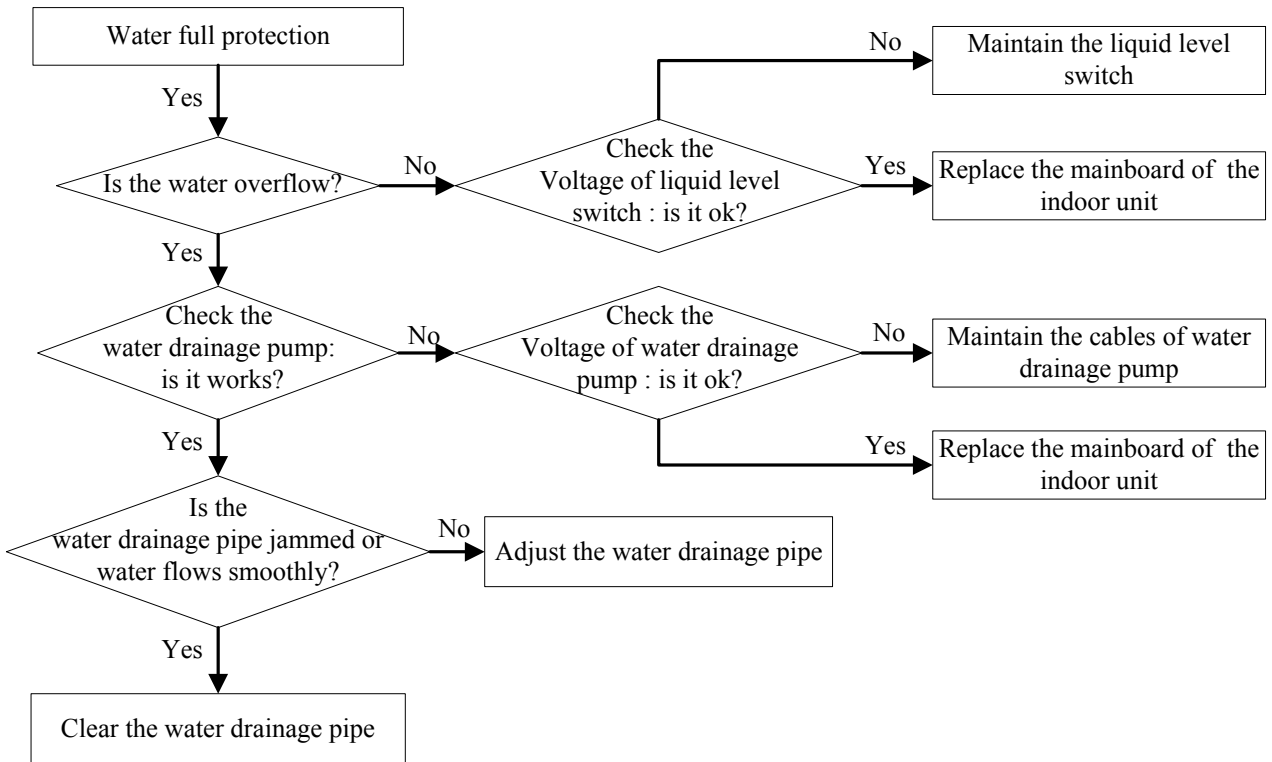 Water full protection
No
Maintain the liquid level
switch
Yes
Is the water overflow?
No
Check the
Voltage of liquid level
switch : is it ok?
Yes
Replace the mainboard of the
indoor unit
Yes
Check the
water drainage pump:
is it works?
No
Check the
Voltage of water drainage
pump : is it ok?
No
Maintain the cables of water
drainage pump
Yes
Yes
Replace the mainboard of the
indoor unit
Is the
water drainage pipe jammed or
water flows smoothly?
No
Adjust the water drainage pipe
Yes
Clear the water drainage pipe